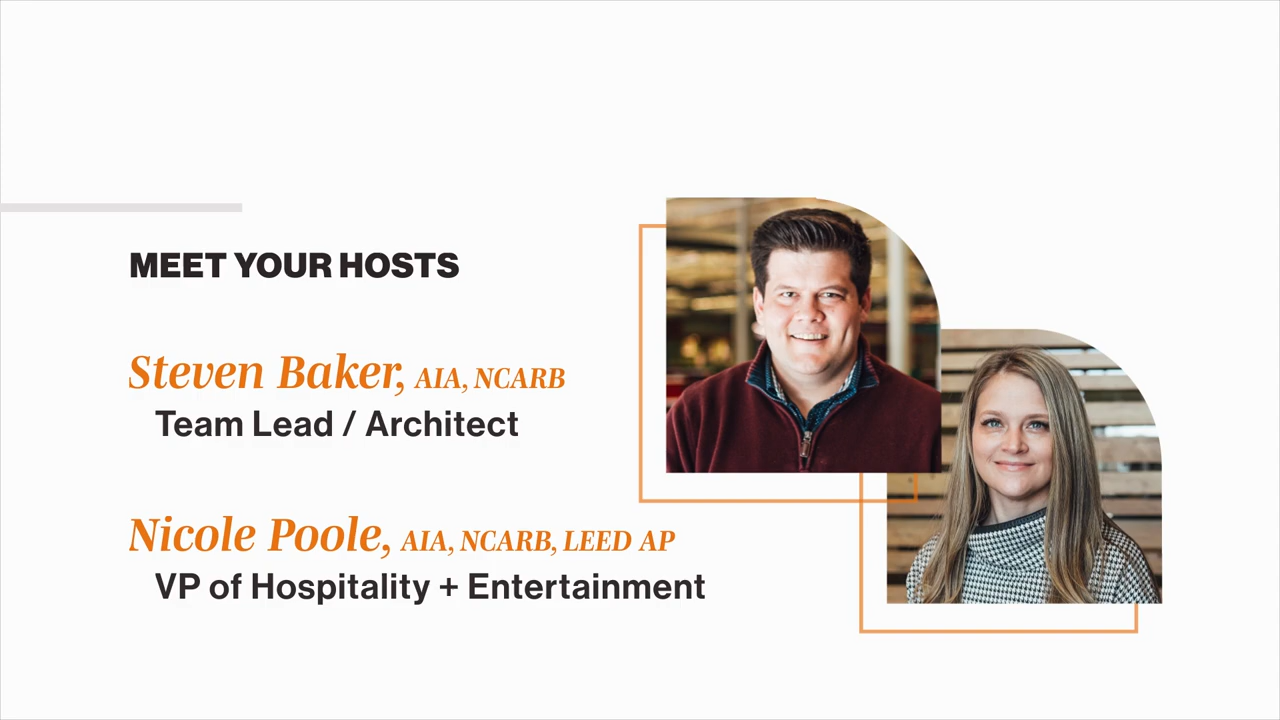 MEET YOUR HOSTS
Steven Baker, AIA, NCARB
Team Lead / Architect
Nicole Poole, AIA, NCARB, LEED AP
VP of Hospitality + Entertainment